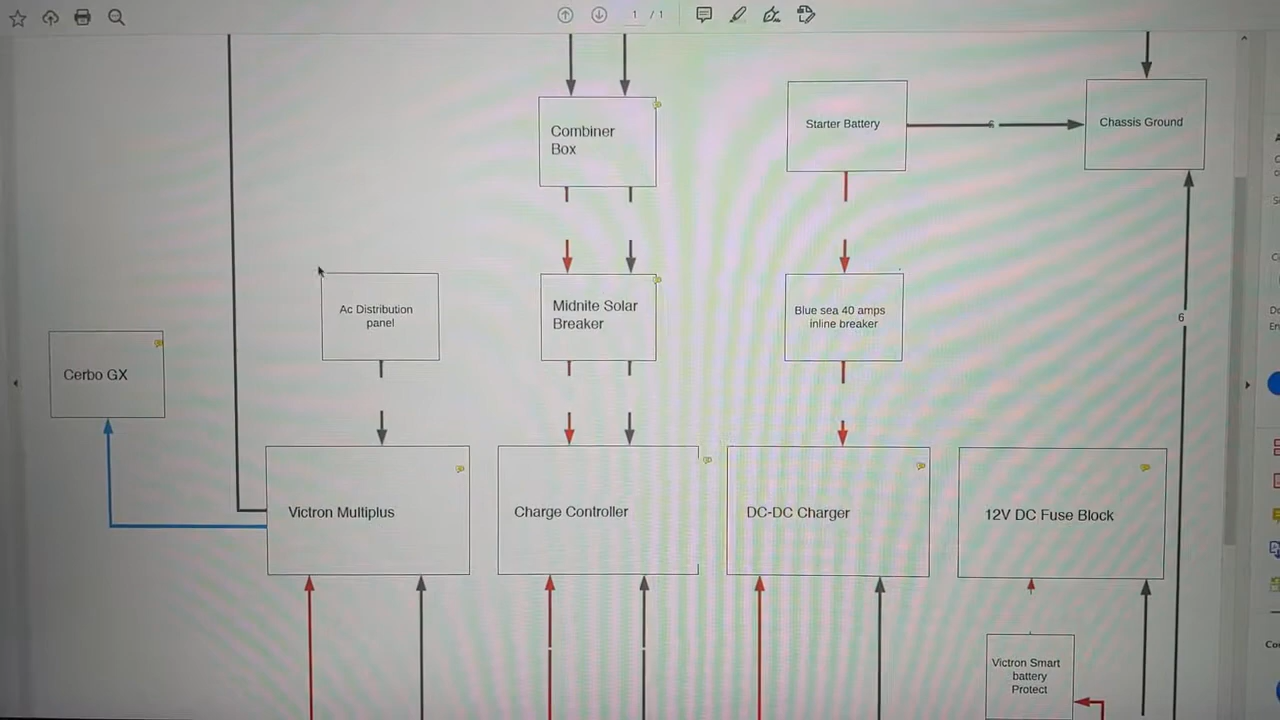 1 / 1
Combiner
Box
Starter Battery
6
Chassis Ground
Ac Distribution
panel
Midnite Solar
Breaker
Blue sea 40 amps
inline breaker
6
Cerbo GX
Victron Multiplus
Charge Controller
DC-DC Charger
12V DC Fuse Block
Victron Smart
battery
Protect